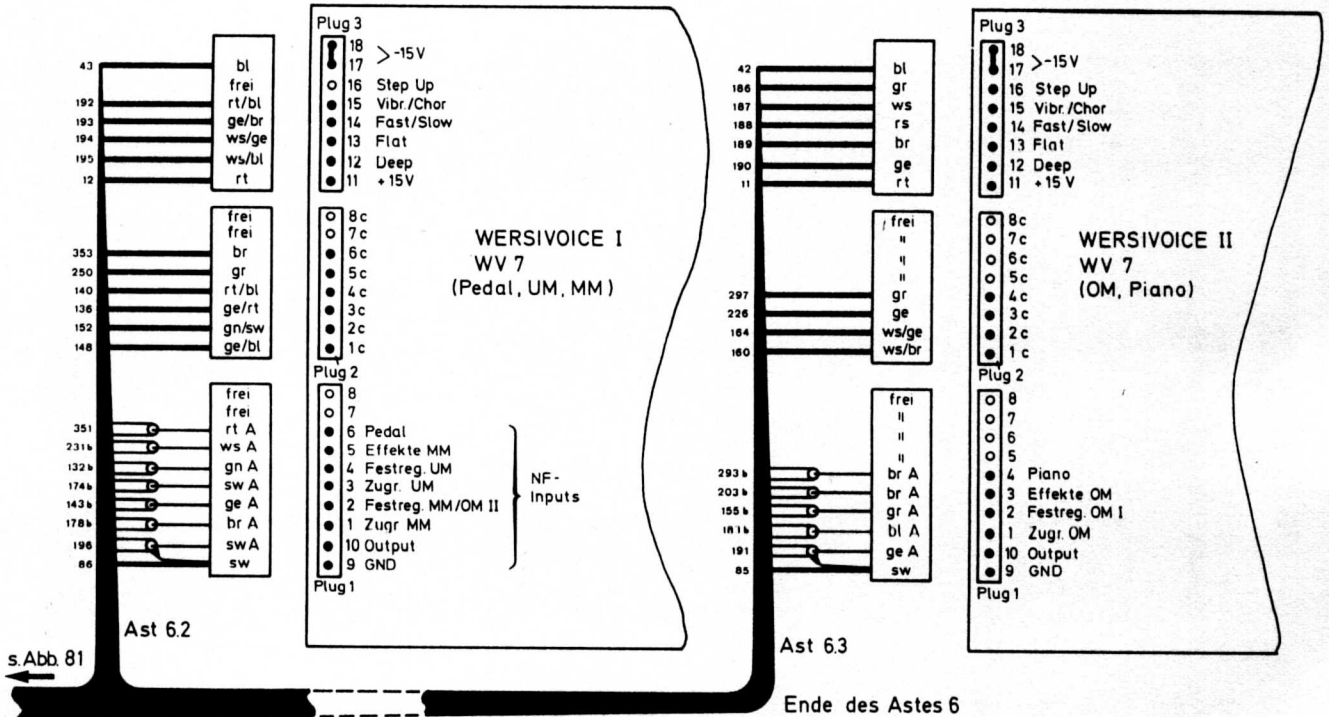 Plug 3
18
17
>-15V
16 Step Up
15 Vibr./Chor
14 Fast/Slow
13 Flat
12 Deep
11 +15V
43 bl
frei
192 rt/bl
193 ge/br
194 ws/ge
195 ws/bl
12 rt
frei
frei
353 br
250 gr
140 rt/bl
136 ge/rt
152 gn/sw
148 ge/bl
8c
7c
6c
5c
4c
3c
2c
1c
Plug 2
WERSIVOICE I
WV 7
(Pedal, UM, MM)
frei
frei
351 rt A
231b ws A
132b gn A
174b sw A
143b ge A
178b br A
196 sw A
86 sw
8
7
6 Pedal
5 Effekte MM
4 Festreg. UM
3 Zugr. UM
2 Festreg. MM/OM II
1 Zugr MM
10 Output
9 GND
Plug 1
NF-
Inputs
Ast 6.2
s. Abb. 81
Plug 3
18
17
>-15V
16 Step Up
15 Vibr./Chor
14 Fast/Slow
13 Flat
12 Deep
11 +15V
42 bl
186 gr
187 ws
188 rs
189 br
190 ge
11 rt
frei
"
"
"
297 gr
226 ge
164 ws/ge
160 ws/br
8c
7c
6c
5c
4c
3c
2c
1c
Plug 2
WERSIVOICE II
WV 7
(OM, Piano)
frei
"
"
"
293b br A
203b br A
155b gr A
bl A
191 ge A
85 sw
8
7
6
5
4 Piano
3 Effekte OM
2 Festreg. OM I
1 Zugr. OM
10 Output
9 GND
Plug 1
Ast 6.3
Ende des Astes 6